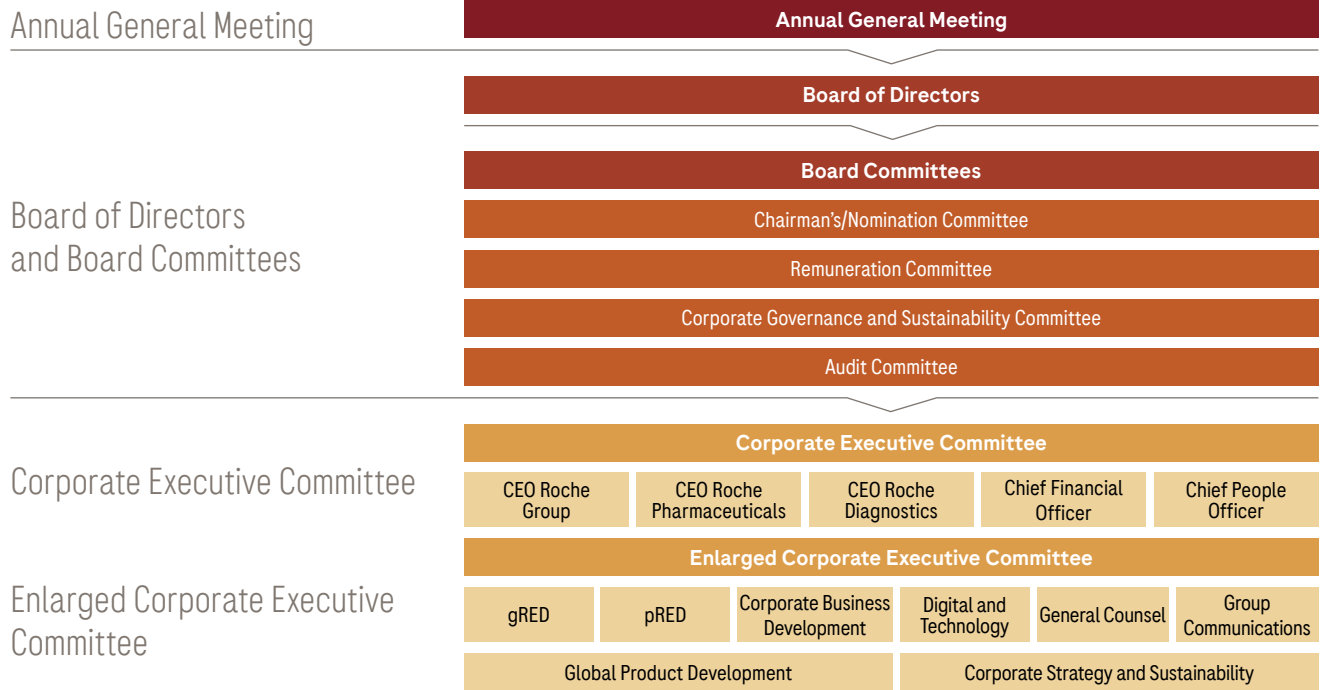 Annual General Meeting
Annual General Meeting
Board of Directors
and Board Committees
Board of Directors
Board Committees
Chairman's/Nomination Committee
Remuneration Committee
Corporate Governance and Sustainability Committee
Audit Committee
Corporate Executive Committee
Corporate Executive Committee
CEO Roche
Group
CEO Roche
Pharmaceuticals
CEO Roche
Diagnostics
Chief Financial
Officer
Chief People
Officer
Enlarged Corporate Executive
Committee
Enlarged Corporate Executive Committee
gRED
pRED
Corporate Business
Development
Digital and
Technology
General Counsel
Group
Communications
Global Product Development
Corporate Strategy and Sustainability